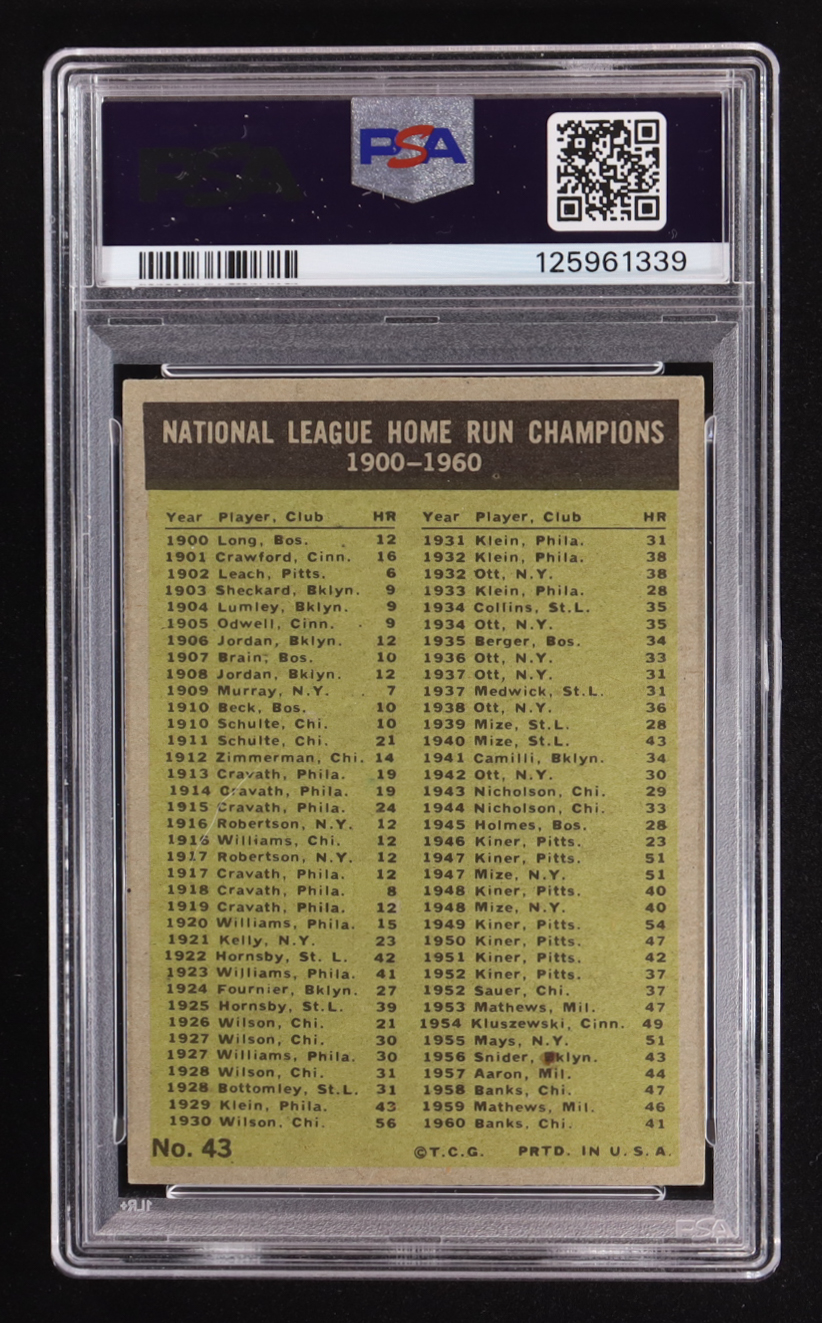 PSA
125961339
NATIONAL LEAGUE HOME RUN CHAMPIONS
1900-1960
Year Player, Club HR
1900 Long, Bos. 12
1901 Crawford, Cinn. 16
1902 Leach, Pitts. 6
1903 Sheckard, Bklyn. 9
1904 Lumley, Bklyn. 9
1905 Odwell, Cinn. 9
1906 Jordan, Bklyn. 12
1907 Brain, Bos. 10
1908 Jordan, Bklyn. 12
1909 Murray, N.Y. 7
1910 Beck, Bos. 10
1910 Schulte, Chi. 10
1911 Schulte, Chi. 21
1912 Zimmerman, Chi. 14
1913 Cravath, Phila. 19
1914 Cravath, Phila. 19
1915 Cravath, Phila. 24
1916 Robertson, N.Y. 12
1916 Williams, Chi. 12
1917 Robertson, N.Y. 12
1917 Cravath, Phila. 12
1918 Cravath, Phila. 8
1919 Cravath, Phila. 12
1920 Williams, Phila. 15
1921 Kelly, N.Y. 23
1922 Hornsby, St. L. 42
1923 Williams, Phila. 41
1924 Fournier, Bklyn. 27
1925 Hornsby, St.L. 39
1926 Wilson, Chi. 21
1927 Wilson, Chi. 30
1927 Williams, Phila. 30
1928 Wilson, Chi. 31
1928 Bottomley, St.L. 31
1929 Klein, Phila. 43
1930 Wilson, Chi. 56
Year Player, Club HR
1931 Klein, Phila. 31
1932 Klein, Phila. 38
1932 Ott, N.Y. 38
1933 Klein, Phila. 28
1934 Collins, St.L. 35
1934 Ott, N.Y. 35
1935 Berger, Bos. 34
1936 Ott, N.Y. 33
1937 Ott, N.Y. 31
1937 Medwick, St.L. 31
1938 Ott, N.Y. 36
1939 Mize, St.L. 28
1940 Mize, St.L. 43
1941 Camilli, Bklyn. 34
1942 Ott, N.Y. 30
1943 Nicholson, Chi. 29
1944 Nicholson, Chi. 33
1945 Holmes, Bos. 28
1946 Kiner, Pitts. 23
1947 Kiner, Pitts. 51
1947 Mize, N.Y. 51
1948 Kiner, Pitts. 40
1948 Mize, N.Y. 40
1949 Kiner, Pitts. 54
1950 Kiner, Pitts. 47
1951 Kiner, Pitts. 42
1952 Kiner, Pitts. 37
1952 Sauer, Chi. 37
1953 Mathews, Mil. 47
1954 Kluszewski, Cinn. 49
1955 Mays, N.Y. 51
1956 Snider, Bklyn. 43
1957 Aaron, Mil. 44
1958 Banks, Chi. 47
1959 Mathews, Mil. 46
1960 Banks, Chi. 41
No. 43
©T.C.G. PRTD. IN U.S.A.
PSA